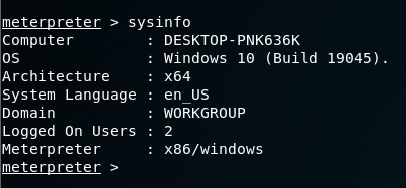 meterpreter > sysinfo
Computer        : DESKTOP-PNK636K
OS              : Windows 10 (Build 19045).
Architecture    : x64
System Language : en_US
Domain          : WORKGROUP
Logged On Users : 2
Meterpreter     : x86/windows
meterpreter >